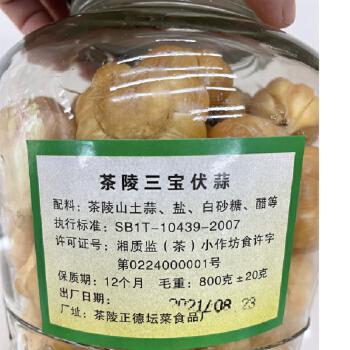 茶陵三宝伏蒜
配料：茶陵山土蒜、盐、白砂糖、醋等
执行标准：SB1T-10439-2007
许可证号：湘质监（茶）小作坊食许字
第0224000001号
保质期：12个月 毛重：800克±20克
出厂日期： 2021/08 23
厂址：茶陵正德坛菜食品厂